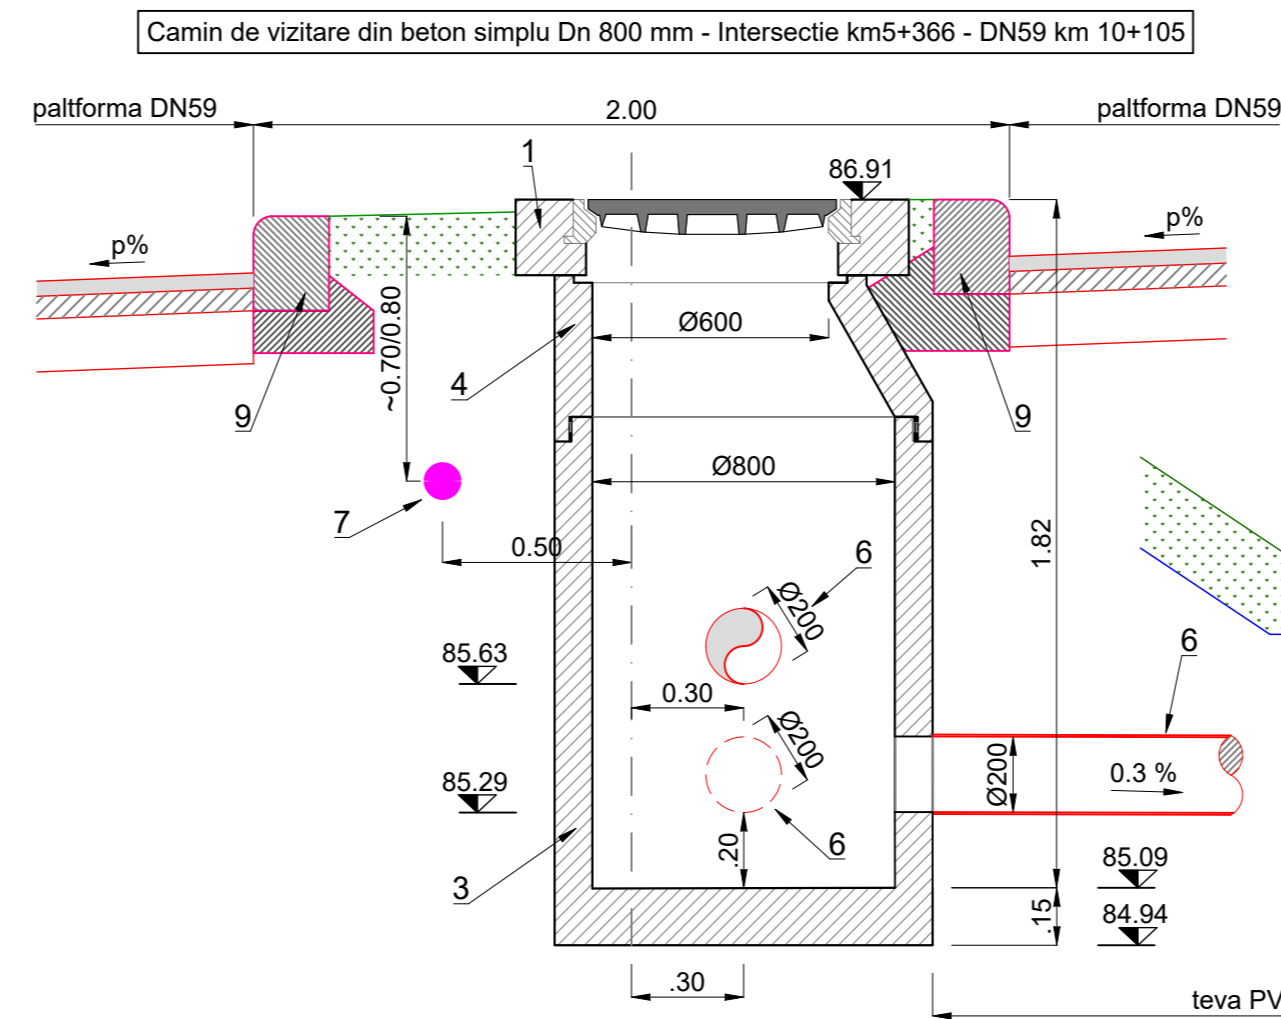 Camin de vizitare din beton simplu Dn 800 mm - Intersectie km5+366 - DN59 km 10+105
paltforma DN59
2.00
paltforma DN59
1
86.91
p%
p%
~0.70/0.80
Ø600
4
9
9
Ø800
7
0.50
1.82
6
Ø200
85.63
6
0.30
Ø200
85.29
Ø200
0.3 %
.20
6
3
85.09
.15
84.94
.30
teva PV